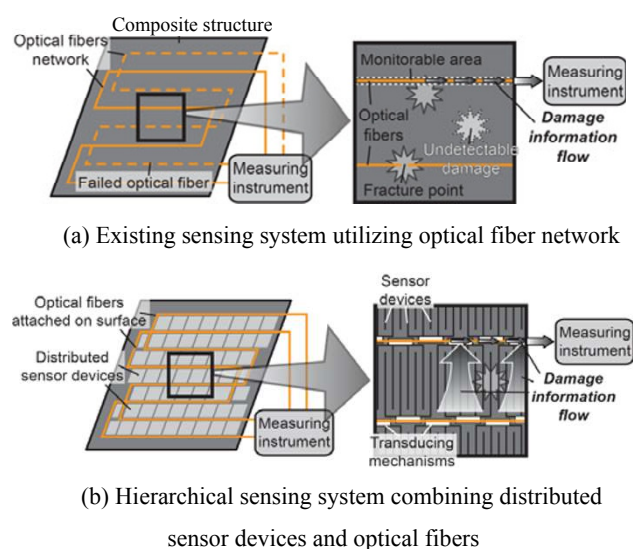 Composite structure
Optical fibers
network
Failed optical fiber
Measuring
instrument
Monitorable area
Optical
fibers
Undetectable
damage
Fracture point
Measuring
instrument
Damage
information
flow
(a) Existing sensing system utilizing optical fiber network
Optical fibers
attached on surface
Distributed
sensor devices
Measuring
instrument
Sensor
devices
Transducing
mechanisms
Measuring
instrument
Damage
information
flow
(b) Hierarchical sensing system combining distributed
sensor devices and optical fibers